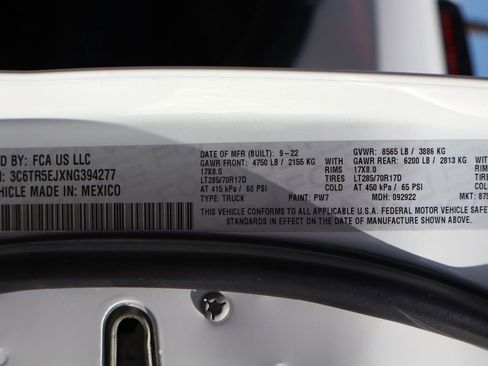 BY: FCA US LLC
: 3C6TR5EJXNG394277
EHICLE MADE IN: MEXICO
DATE OF MFR (BUILT): 9-22 GVWR: 8565 LB / 3886 KG
GAWR FRONT: 4750 LB / 2155 KG WITH GAWR REAR: 6200 LB / 2813 KG
17X8.0 RIMS 17X8.0
LT285/70R17D TIRES LT285/70R17D
AT 415 kPa / 60 PSI COLD AT 450 kPa / 65 PSI
TYPE: TRUCK PAINT: PW7 MDH: 092922 MKT: 875
THIS VEHICLE CONFORMS TO ALL APPLICABLE U.S.A. FEDERAL MOTOR VEHICLE SAFE
STANDARDS IN EFFECT ON THE DATE OF MANUFACTURE SHOWN ABOVE